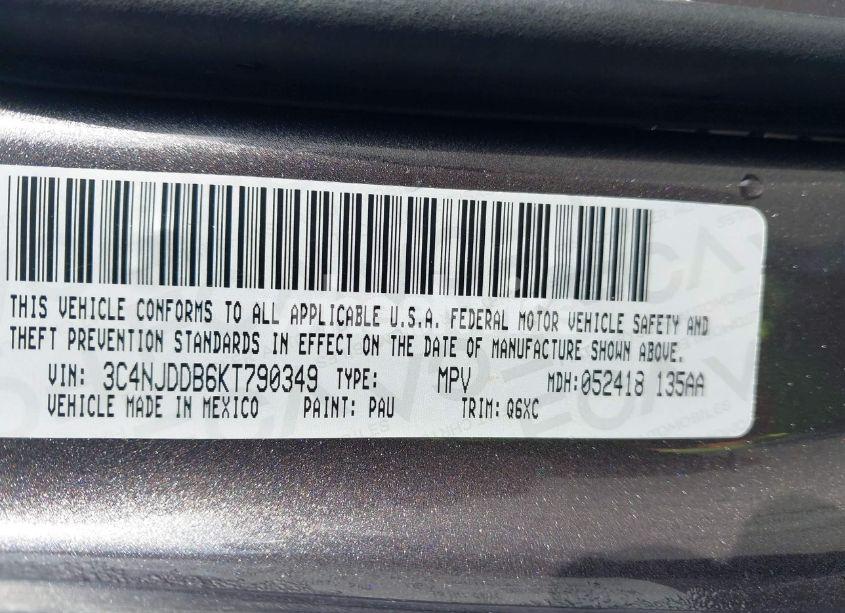 THIS VEHICLE CONFORMS TO ALL APPLICABLE U.S.A. FEDERAL MOTOR VEHICLE SAFETY AND
THEFT PREVENTION STANDARDS IN EFFECT ON THE DATE OF MANUFACTURE SHOWN ABOVE.
VIN: 3C4NJDDB6KT790349 TYPE: MPV MDH:052418 135AA
VEHICLE MADE IN MEXICO PAINT: PAU TRIM: Q6XC